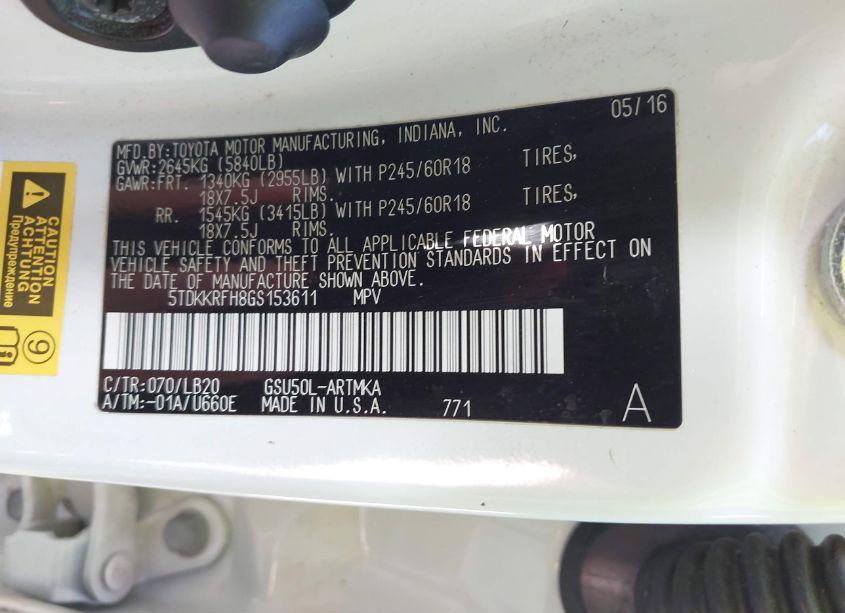 05/16
MFD.BY:TOYOTA MOTOR MANUFACTURING, INDIANA, INC.
GVWR:2645KG (5840LB)
GAWR:FRT. 1340KG (2955LB) WITH P245/60R18 TIRES,
18X7.5J RIMS.
RR. 1545KG (3415LB) WITH P245/60R18 TIRES,
18X7.5J RIMS.
THIS VEHICLE CONFORMS TO ALL APPLICABLE FEDERAL MOTOR
VEHICLE SAFETY AND THEFT PREVENTION STANDARDS IN EFFECT ON
THE DATE OF MANUFACTURE SHOWN ABOVE.
5TDKKRFH8GS153611 MPV
C/TR:070/LB20 GSU50L-ARTMKA
A/TM:-01A/U660E MADE IN U.S.A. 771 A
CAUTION
ATTENTION
ACHTUNG
Предупреждение
9